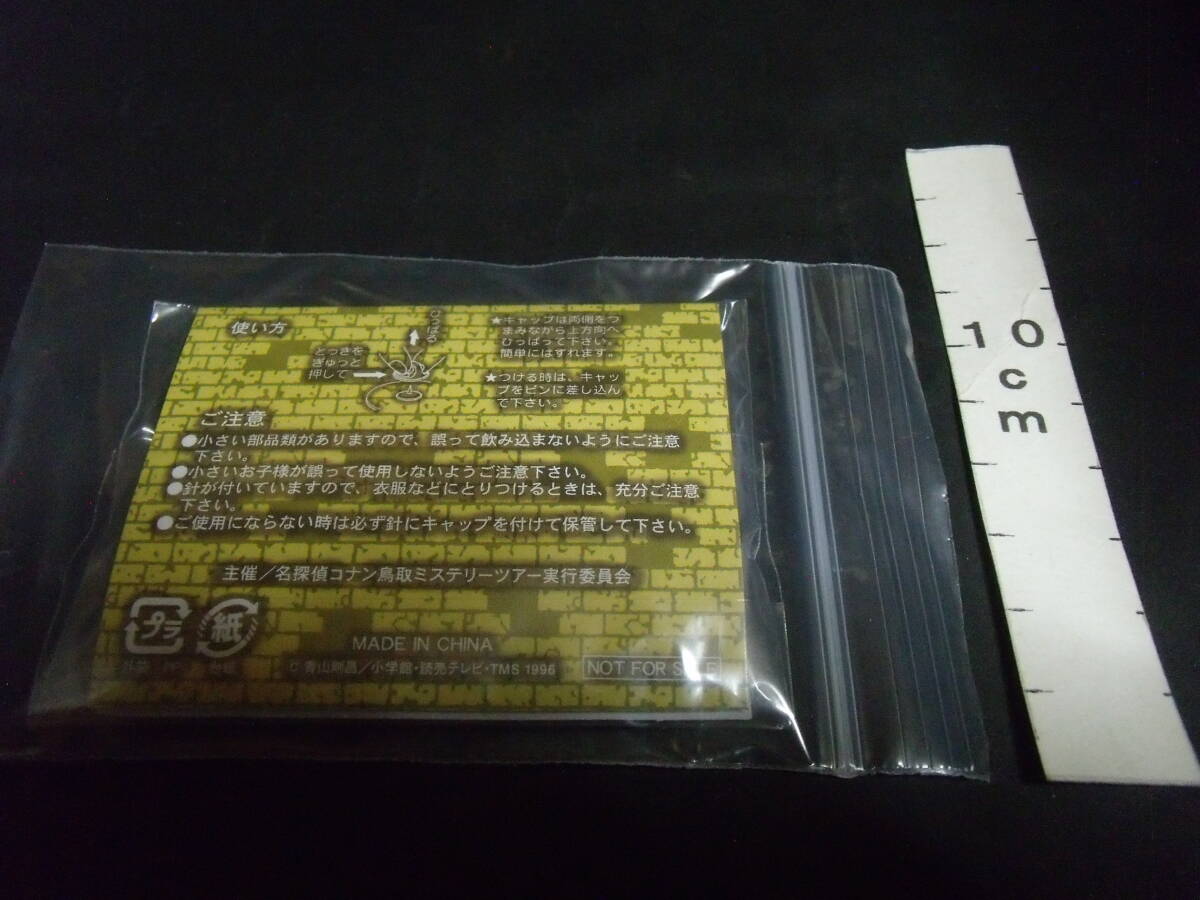 使い方
ひっぱる
とっきを
ぎゅっと
押して
★キャップは両側をつ
まみながら上方向へ
ひっぱって下さい。
簡単にはずれます。
★つける時は、キャッ
プをピンに差し込ん
で下さい。
ご注意
●小さい部品類がありますので、誤って飲み込まないようにご注意
下さい。
●小さいお子様が誤って使用しないようご注意下さい。
●針が付いていますので、衣服などにとりつけるときは、充分ご注意
下さい。
●ご使用にならない時は必ず針にキャップを付けて保管して下さい。
主催／名探偵コナン鳥取ミステリーツアー実行委員会
プラ
紙
外袋
台紙
MADE IN CHINA
C 青山剛昌／小学館・読売テレビ・TMS 1996
NOT FOR SALE
10
cm